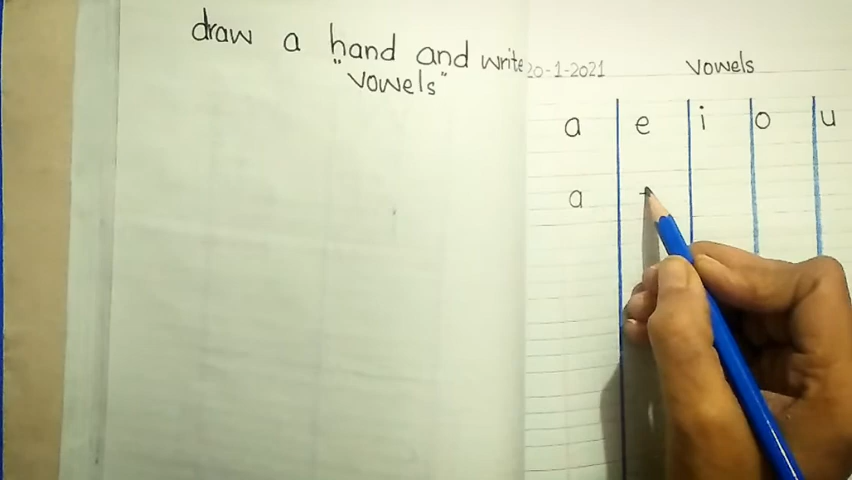 draw a hand and write
"vowels"
20-1-2021 vowels
a e i o u
a